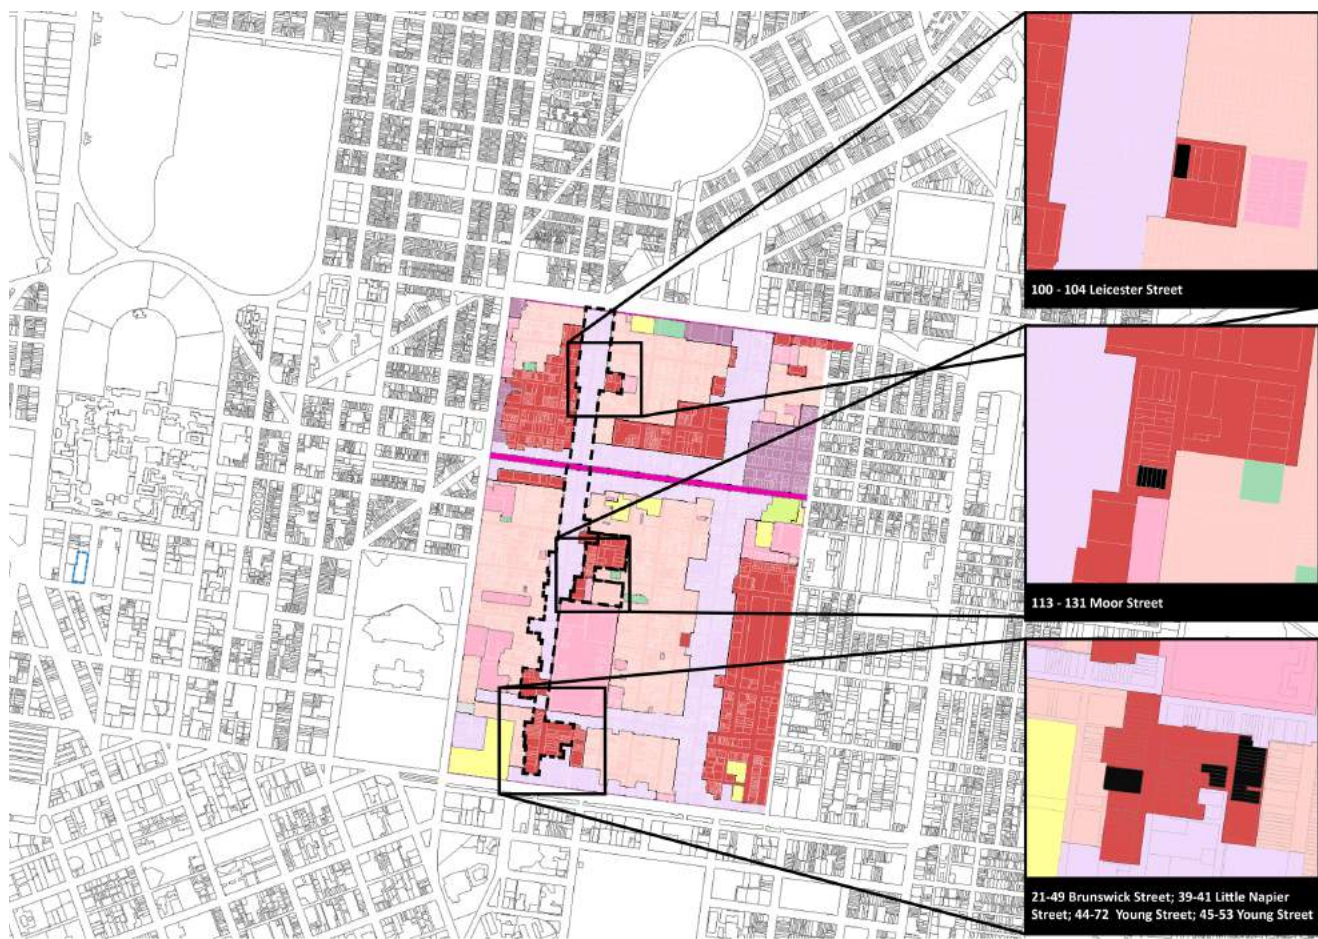 100 - 104 Leicester Street
113 - 131 Moor Street
21-49 Brunswick Street; 39-41 Little Napier
Street; 44-72  Young Street; 45-53 Young Street